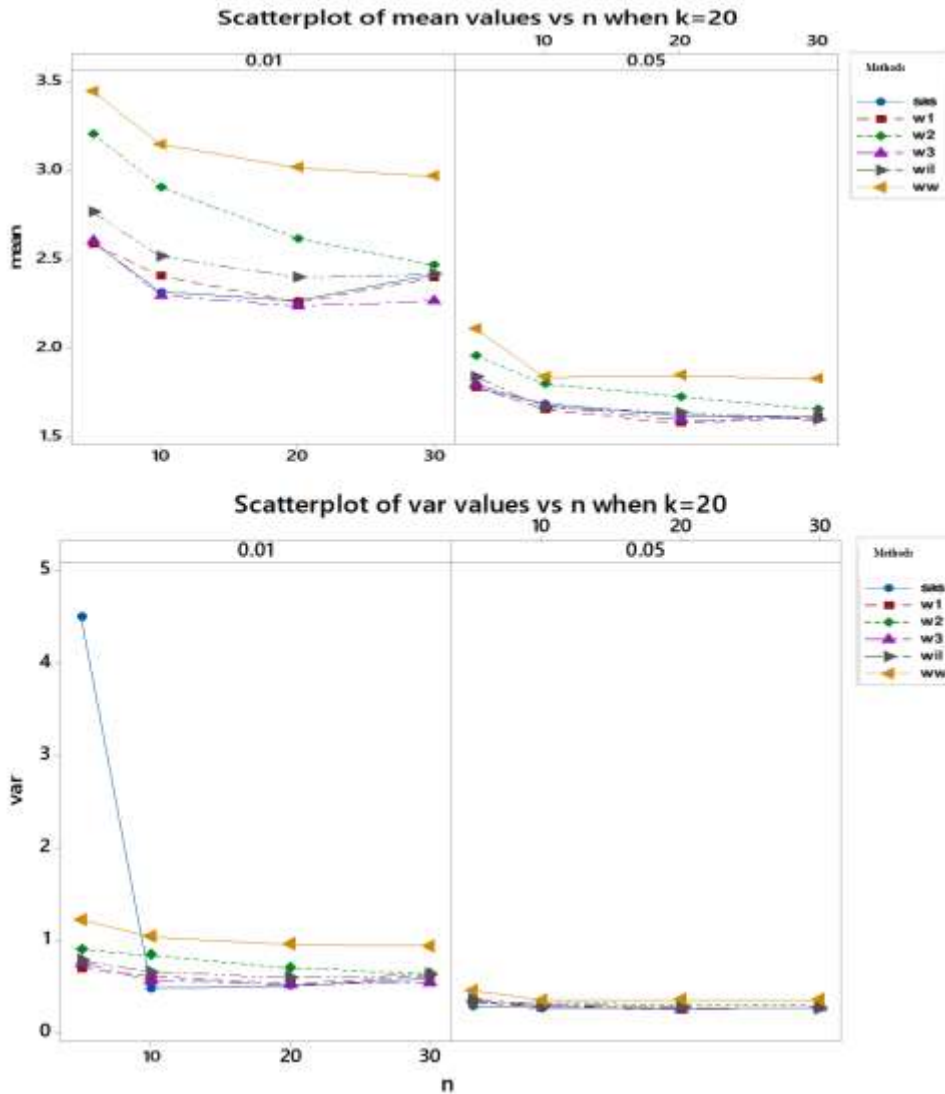 Scatterplot of mean values vs n when k=20
10 20 30
0.01 0.05
3.5
3.0
2.5
2.0
1.5
mean
10 20 30
Methods
sas
w1
w2
w3
wil
ww
Scatterplot of var values vs n when k=20
10 20 30
0.01 0.05
5
4
3
2
1
0
var
10 20 30
n
Methods
sas
w1
w2
w3
wil
ww